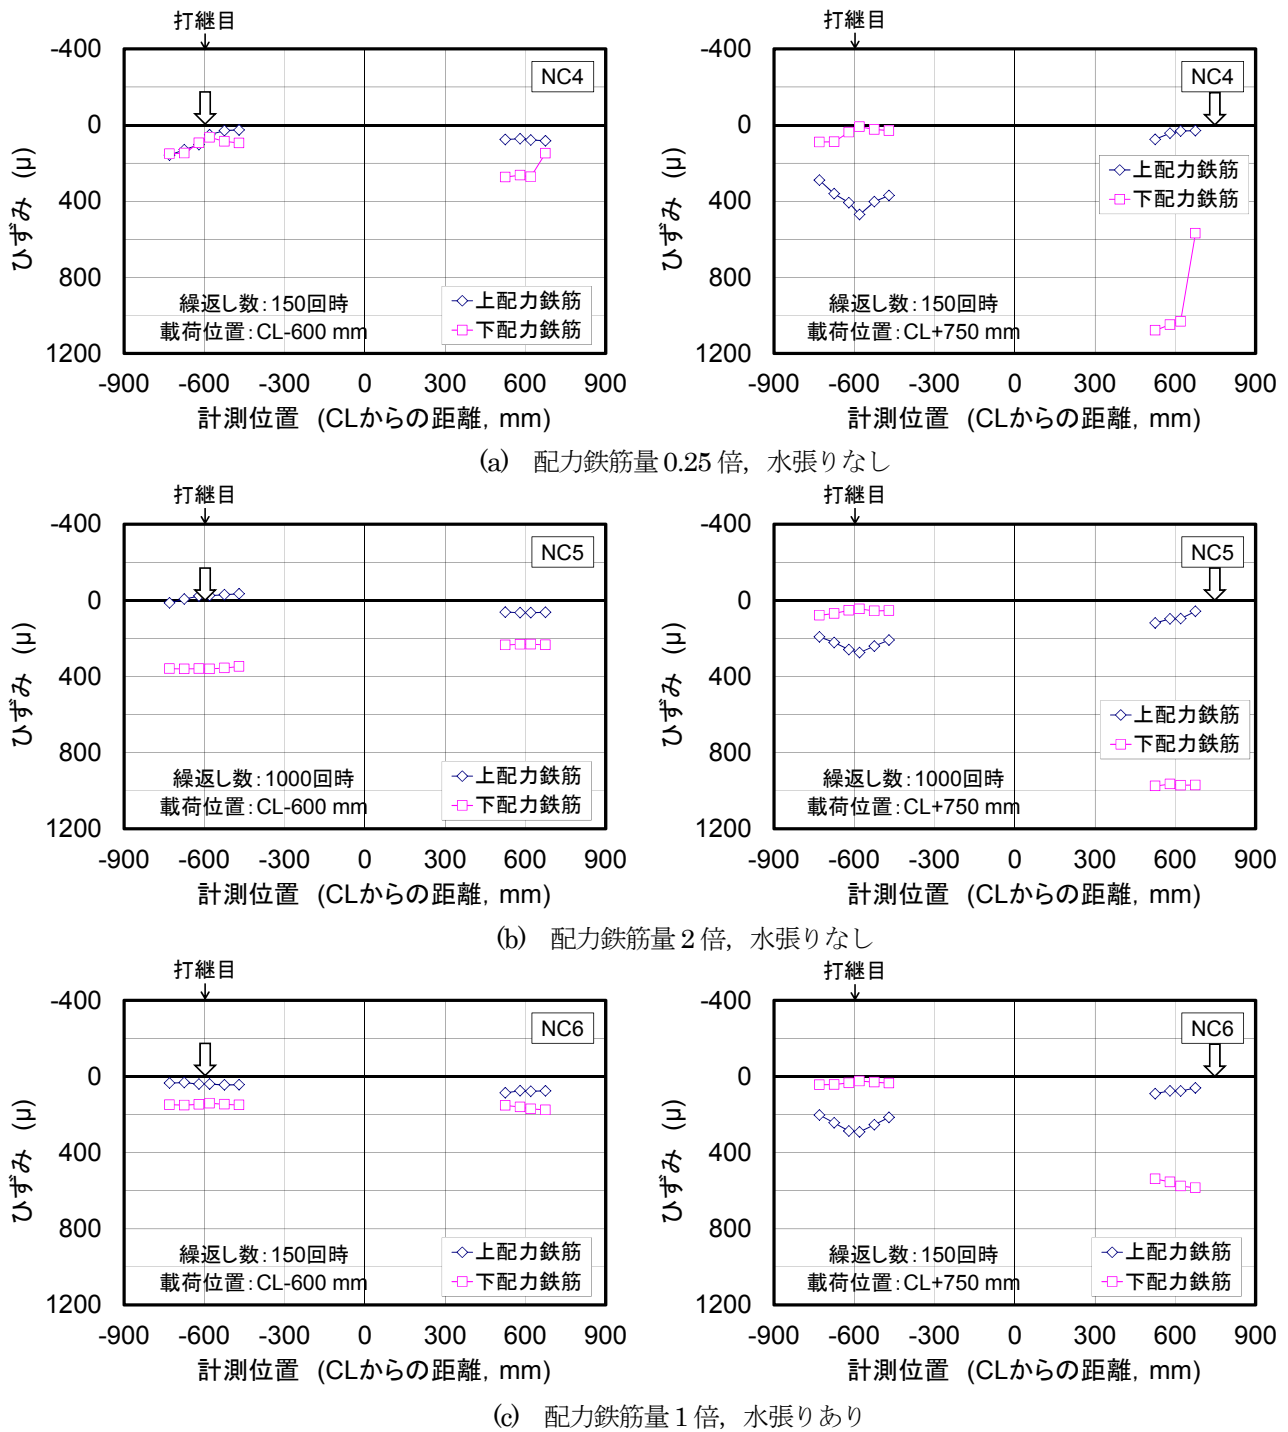 打継目
-400
0
400
800
1200
ひずみ (μ)
NC4
繰返し数：150回時
載荷位置：CL-600 mm
上配力鉄筋
下配力鉄筋
-900 -600 -300 0 300 600 900
計測位置 (CLからの距離, mm)
打継目
-400
0
400
800
1200
ひずみ (μ)
NC4
上配力鉄筋
下配力鉄筋
繰返し数：150回時
載荷位置：CL+750 mm
-900 -600 -300 0 300 600 900
計測位置 (CLからの距離, mm)
(a) 配力鉄筋量 0.25 倍，水張りなし
打継目
-400
0
400
800
1200
ひずみ (μ)
NC5
繰返し数：1000回時
載荷位置：CL-600 mm
上配力鉄筋
下配力鉄筋
-900 -600 -300 0 300 600 900
計測位置 (CLからの距離, mm)
打継目
-400
0
400
800
1200
ひずみ (μ)
NC5
上配力鉄筋
下配力鉄筋
繰返し数：1000回時
載荷位置：CL+750 mm
-900 -600 -300 0 300 600 900
計測位置 (CLからの距離, mm)
(b) 配力鉄筋量 2 倍，水張りなし
打継目
-400
0
400
800
1200
ひずみ (μ)
NC6
繰返し数：150回時
載荷位置：CL-600 mm
上配力鉄筋
下配力鉄筋
-900 -600 -300 0 300 600 900
計測位置 (CLからの距離, mm)
打継目
-400
0
400
800
1200
ひずみ (μ)
NC6
繰返し数：150回時
載荷位置：CL+750 mm
上配力鉄筋
下配力鉄筋
-900 -600 -300 0 300 600 900
計測位置 (CLからの距離, mm)
(c) 配力鉄筋量 1 倍，水張りあり